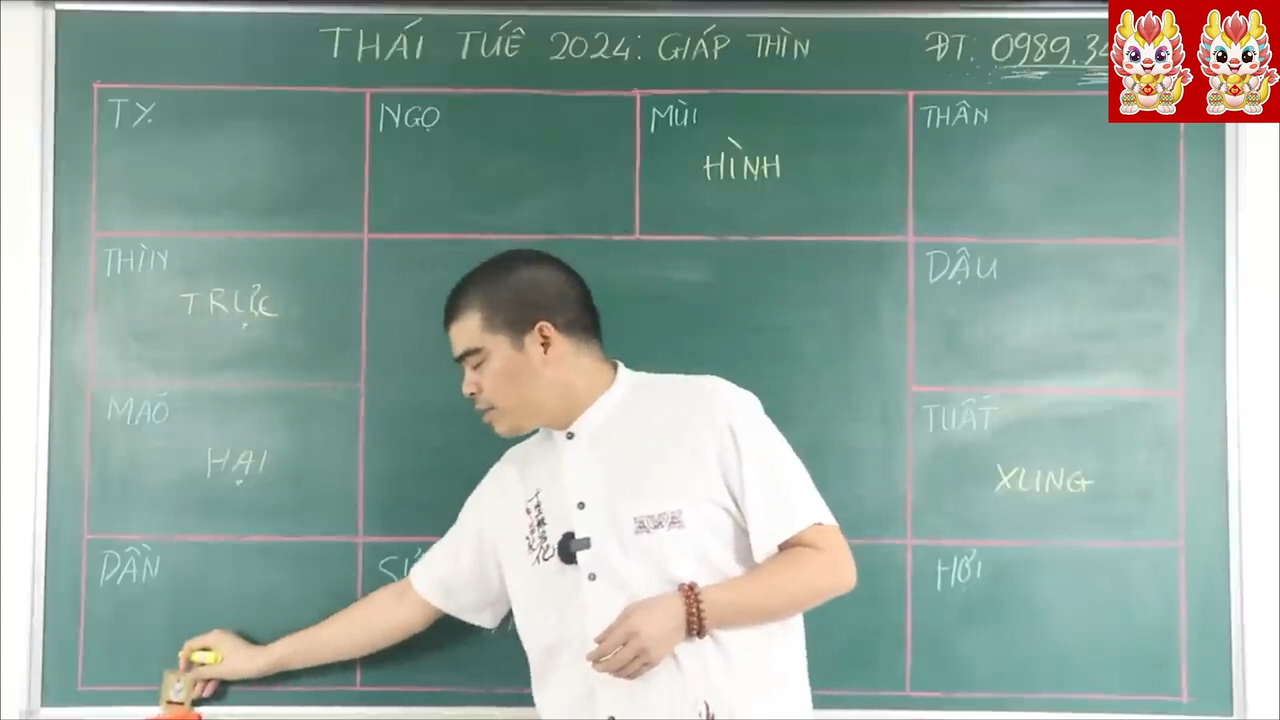 THÁI TUẾ 2024: GIÁP THÌN
ĐT. 0989.34
TỴ
NGỌ
MÙI
THÂN
HÌNH
THÌN
DẬU
TRỰC
MÃO
TUẤT
HẠI
XUNG
DẦN
HỢI